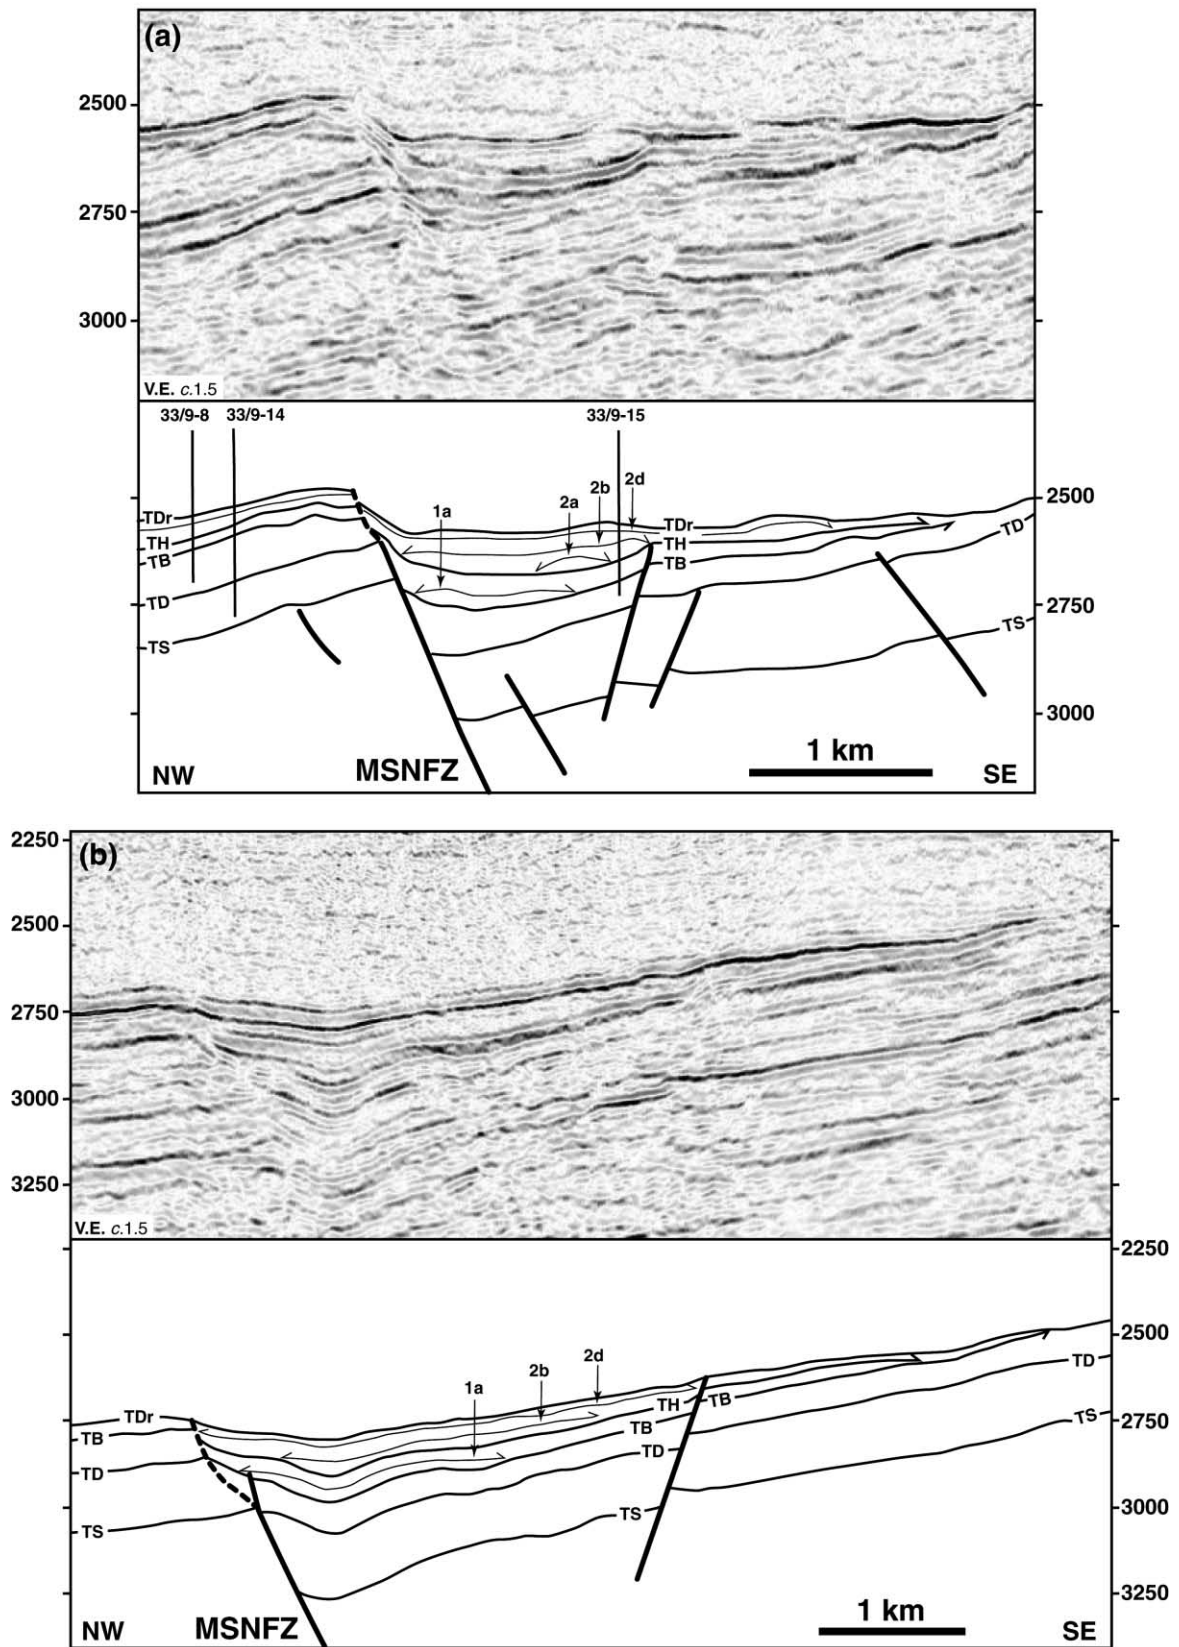 (a)
2500
2750
3000
V.E. c.1.5
33/9-8 33/9-14 33/9-15
2d
2b
2a
1a
2500
TDr TDr
TH TH TD
TB TB
TD 2750
TS TS
3000
1 km
NW MSNFZ SE
2250
(b)
2500
2750
3000
3250
V.E. c.1.5
2250
2500
2d
2b TD
1a
TDr TH TB TS 2750
TB TB
TD TD
TS TS 3000
3250
1 km
NW MSNFZ SE